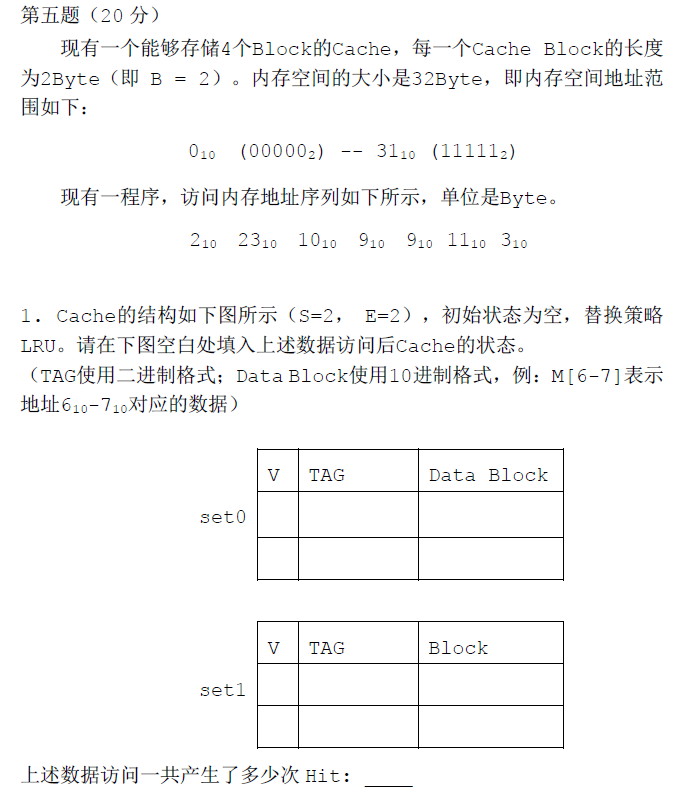 第五题（20 分）
现有一个能够存储4个Block的Cache，每一个Cache Block的长度
为2Byte（即 B = 2）。内存空间的大小是32Byte，即内存空间地址范
围如下：
0₁₀ (00000₂) -- 31₁₀ (11111₂)
现有一程序，访问内存地址序列如下所示，单位是Byte。
2₁₀ 23₁₀ 10₁₀ 9₁₀ 9₁₀ 11₁₀ 3₁₀
1. Cache的结构如下图所示（S=2， E=2），初始状态为空，替换策略
LRU。请在下图空白处填入上述数据访问后Cache的状态。
（TAG使用二进制格式；Data Block使用10进制格式，例：M[6-7]表示
地址6₁₀-7₁₀对应的数据）
V TAG Data Block
set0
V TAG Block
set1
上述数据访问一共产生了多少次 Hit： ____